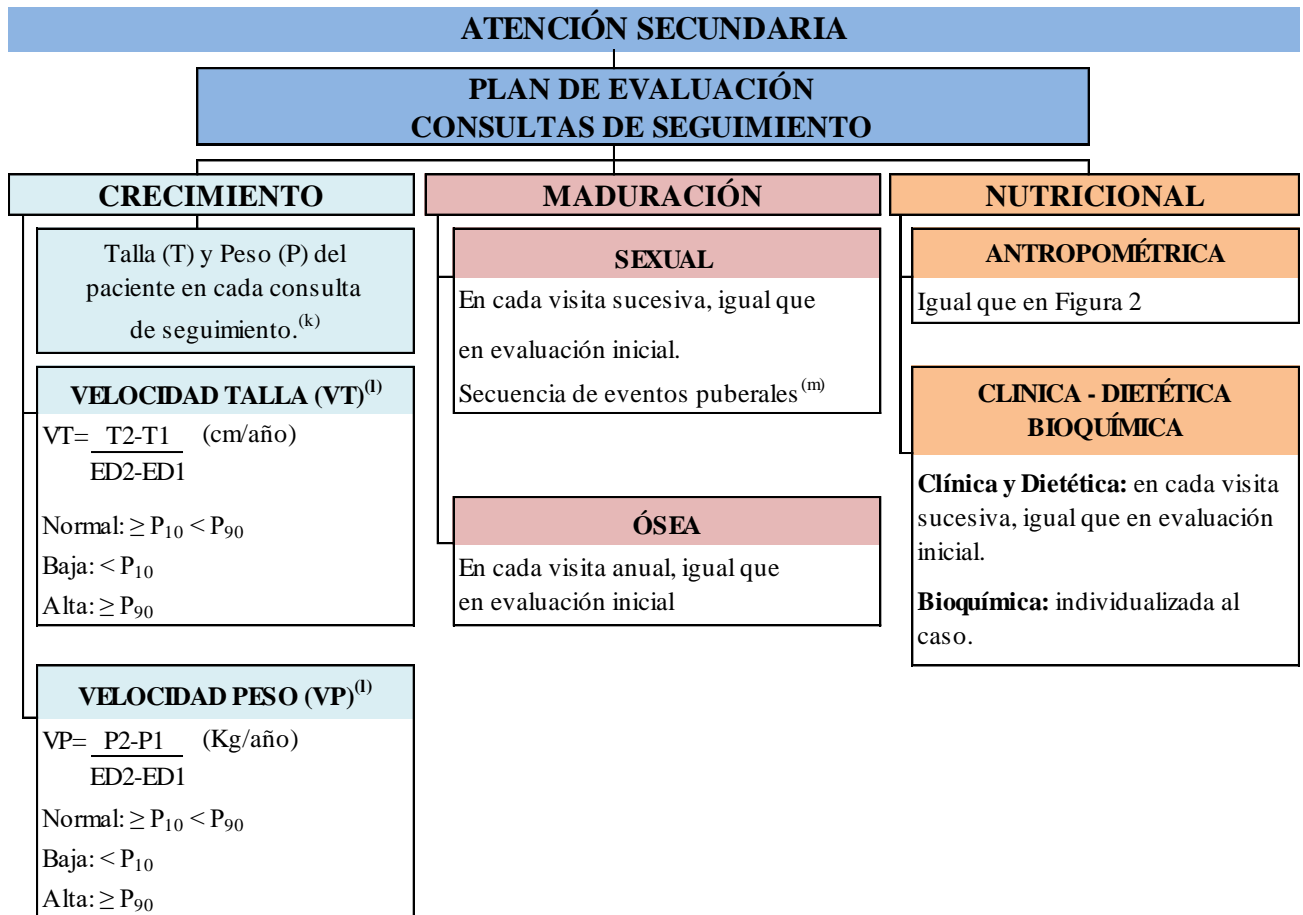 ATENCIÓN SECUNDARIA
PLAN DE EVALUACIÓN
CONSULTAS DE SEGUIMIENTO
CRECIMIENTO
Talla (T) y Peso (P) del
paciente en cada consulta
de seguimiento.(k)
VELOCIDAD TALLA (VT)(l)
VT= T2-T1 (cm/año)
ED2-ED1
Normal: ≥ P10 < P90
Baja: < P10
Alta: ≥ P90
VELOCIDAD PESO (VP)(l)
VP= P2-P1 (Kg/año)
ED2-ED1
Normal: ≥ P10 < P90
Baja: < P10
Alta: ≥ P90
MADURACIÓN
SEXUAL
En cada visita sucesiva, igual que
en evaluación inicial.
Secuencia de eventos puberales (m)
ÓSEA
En cada visita anual, igual que
en evaluación inicial
NUTRICIONAL
ANTROPOMÉTRICA
Igual que en Figura 2
CLINICA - DIETÉTICA
BIOQUÍMICA
Clínica y Dietética: en cada visita
sucesiva, igual que en evaluación
inicial.
Bioquímica: individualizada al
caso.